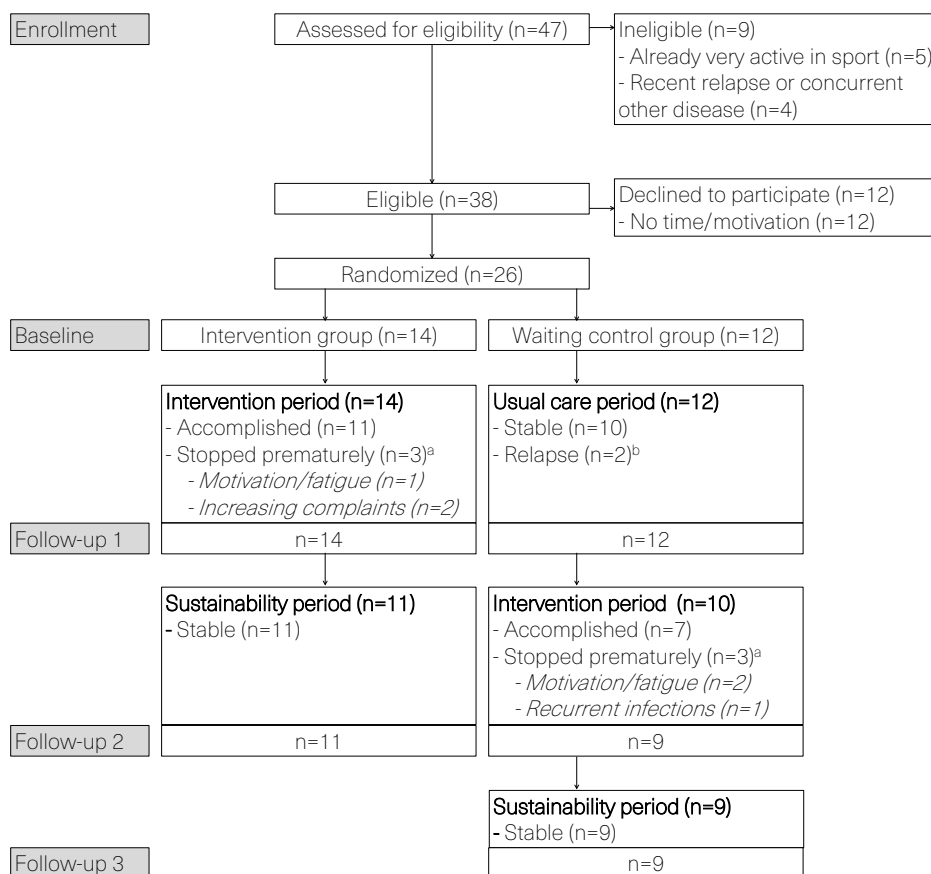 Enrollment
Assessed for eligibility (n=47)
Ineligible (n=9)
- Already very active in sport (n=5)
- Recent relapse or concurrent
other disease (n=4)
Eligible (n=38)
Declined to participate (n=12)
- No time/motivation (n=12)
Randomized (n=26)
Baseline
Intervention group (n=14)
Waiting control group (n=12)
Intervention period (n=14)
- Accomplished (n=11)
- Stopped prematurely (n=3)ᵃ
- Motivation/fatigue (n=1)
- Increasing complaints (n=2)
Usual care period (n=12)
- Stable (n=10)
- Relapse (n=2)ᵇ
Follow-up 1
n=14
n=12
Sustainability period (n=11)
- Stable (n=11)
Intervention period (n=10)
- Accomplished (n=7)
- Stopped prematurely (n=3)ᵃ
- Motivation/fatigue (n=2)
- Recurrent infections (n=1)
Follow-up 2
n=11
n=9
Sustainability period (n=9)
- Stable (n=9)
Follow-up 3
n=9